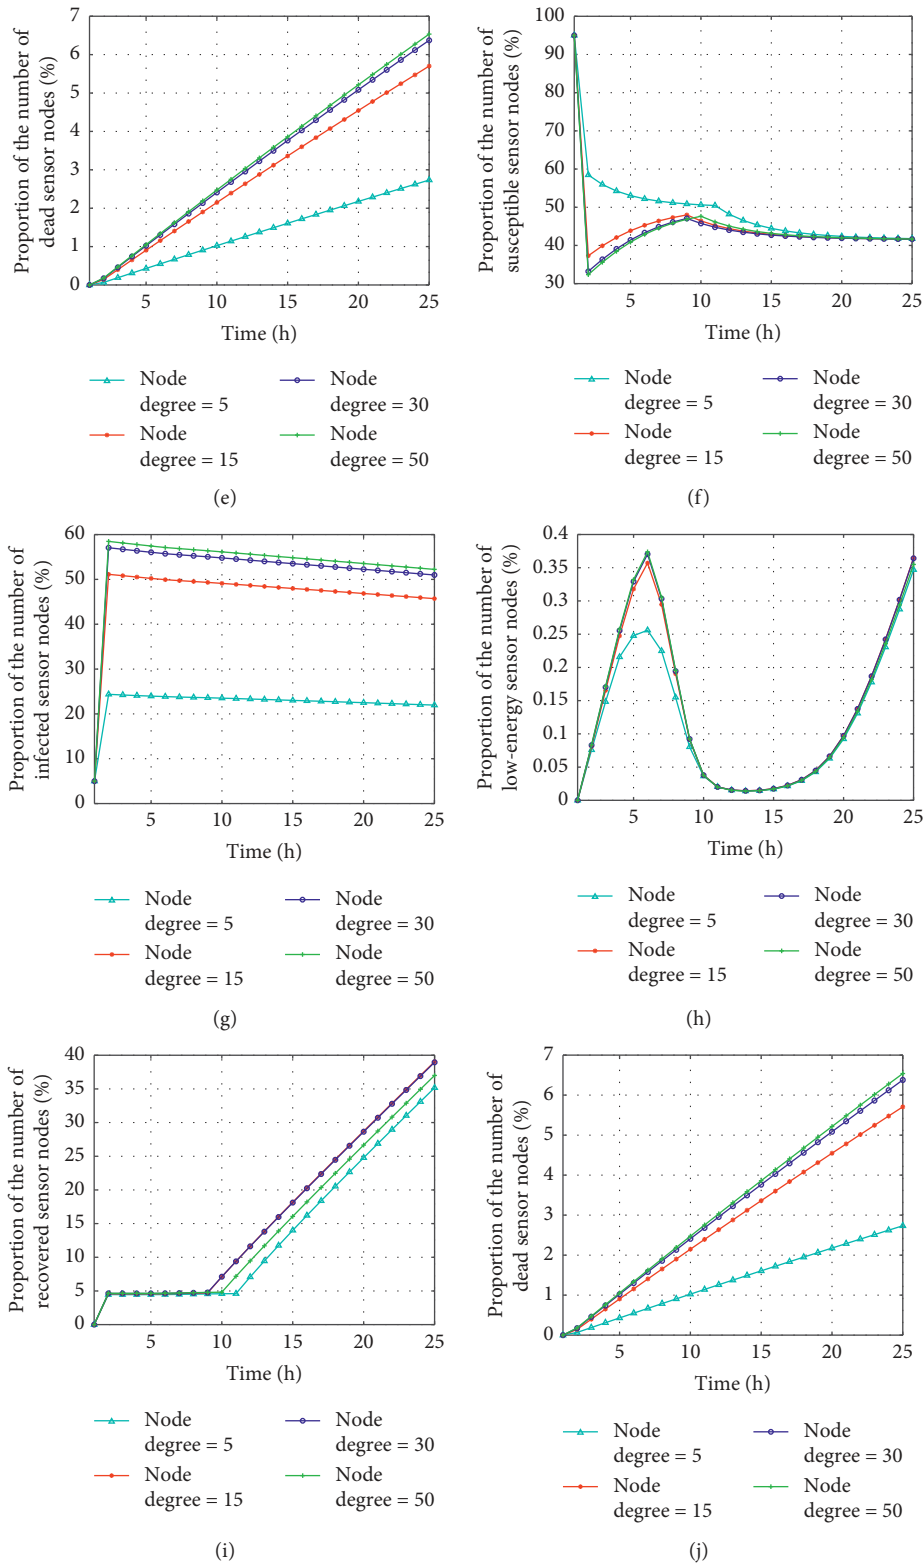 7
6
5
4
3
2
1
0
Proportion of the number of
dead sensor nodes (%)
5 10 15 20 25
Time (h)
Node
degree = 5
Node
degree = 30
Node
degree = 15
Node
degree = 50
(e)
100
90
80
70
60
50
40
30
Proportion of the number of
susceptible sensor nodes (%)
5 10 15 20 25
Time (h)
Node
degree = 5
Node
degree = 30
Node
degree = 15
Node
degree = 50
(f)
60
50
40
30
20
10
0
Proportion of the number of
infected sensor nodes (%)
5 10 15 20 25
Time (h)
Node
degree = 5
Node
degree = 30
Node
degree = 15
Node
degree = 50
(g)
0.4
0.35
0.3
0.25
0.2
0.15
0.1
0.05
0
Proportion of the number of
low-energy sensor nodes (%)
5 10 15 20 25
Time (h)
Node
degree = 5
Node
degree = 30
Node
degree = 15
Node
degree = 50
(h)
40
35
30
25
20
15
10
5
0
Proportion of the number of
recovered sensor nodes (%)
5 10 15 20 25
Time (h)
Node
degree = 5
Node
degree = 30
Node
degree = 15
Node
degree = 50
(i)
7
6
5
4
3
2
1
0
Proportion of the number of
dead sensor nodes (%)
5 10 15 20 25
Time (h)
Node
degree = 5
Node
degree = 30
Node
degree = 15
Node
degree = 50
(j)